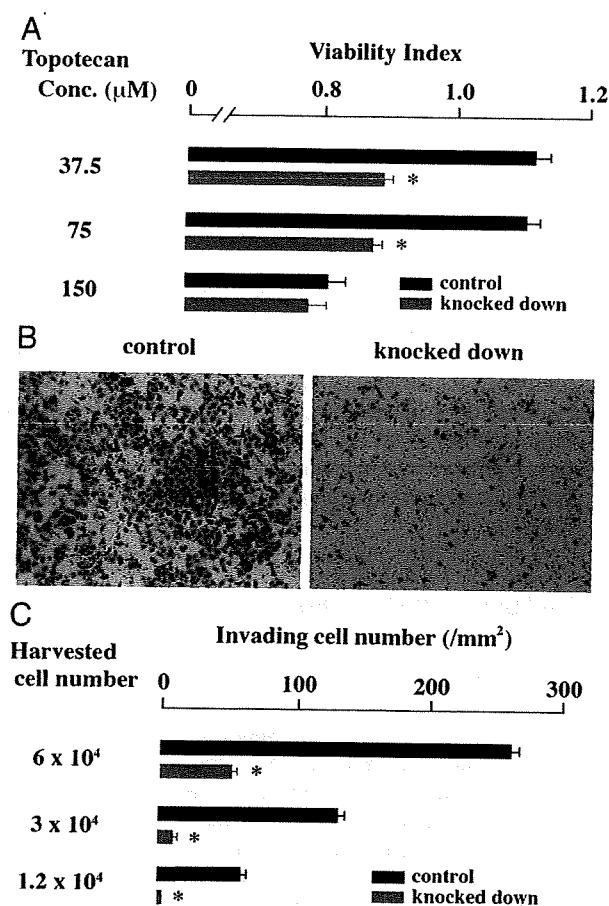 A
Topotecan
Conc. (μM)
Viability Index
0 0.8 1.0 1.2
37.5
*
75
*
150
control
knocked down
B
control knocked down
C
Harvested
cell number
Invading cell number (/mm²)
0 100 200 300
6 x 10⁴
*
3 x 10⁴
*
1.2 x 10⁴
*
control
knocked down